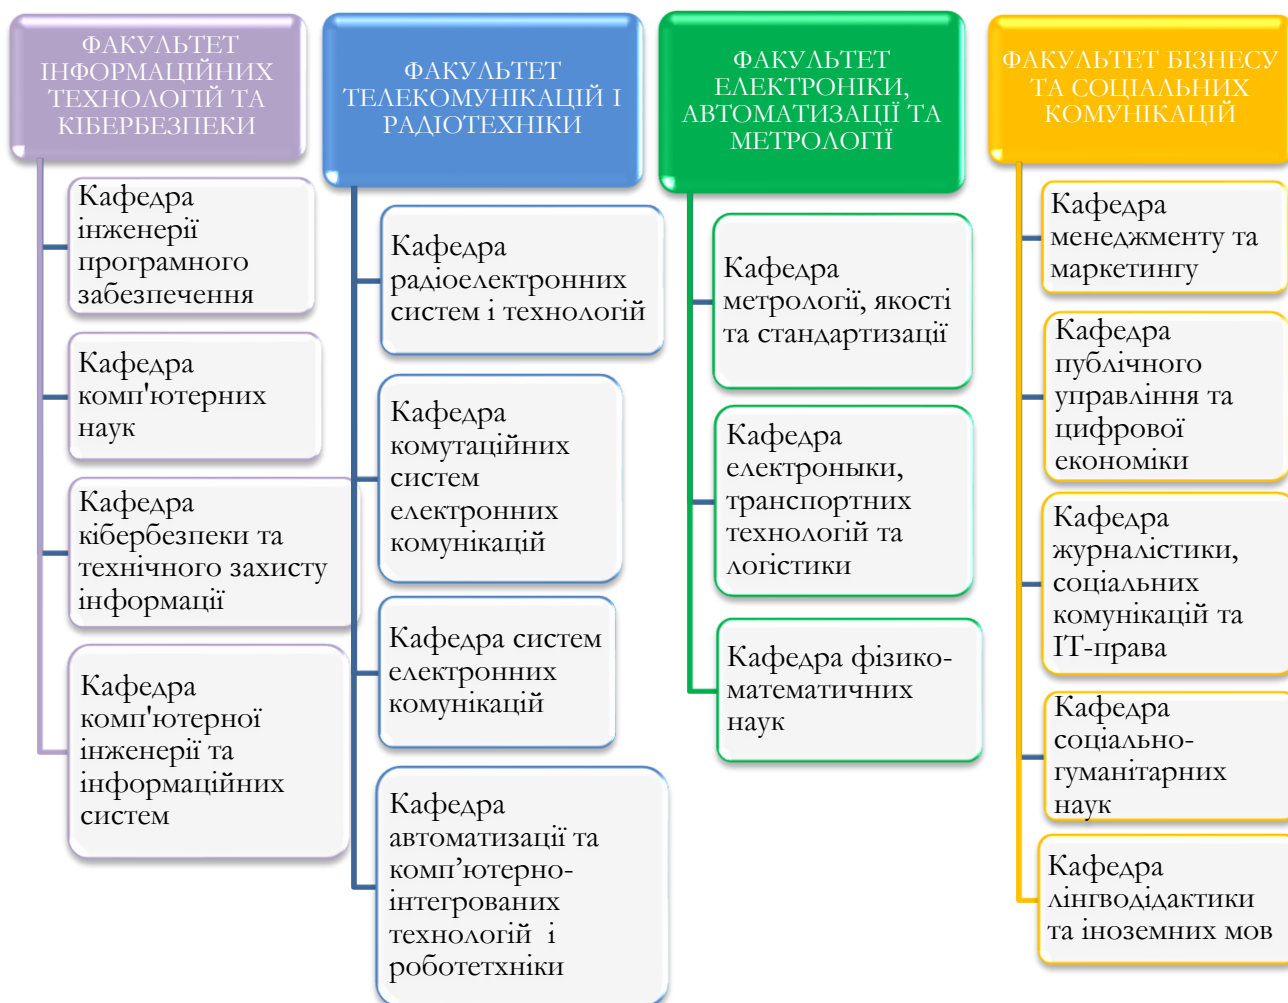 ФАКУЛЬТЕТ
ІНФОРМАЦІЙНИХ
ТЕХНОЛОГІЙ ТА
КІБЕРБЕЗПЕКИ
Кафедра
інженерії
програмного
забезпечення
Кафедра
комп'ютерних
наук
Кафедра
кібербезпеки та
технічного захисту
інформації
Кафедра
комп'ютерної
інженерії та
інформаційних
систем
ФАКУЛЬТЕТ
ТЕЛЕКОМУНІКАЦІЙ І
РАДІОТЕХНІКИ
Кафедра
радіоелектронних
систем і технологій
Кафедра
комутаційних
систем
електронних
комунікацій
Кафедра систем
електронних
комунікацій
Кафедра
автоматизації та
комп’ютерно-
інтегрованих
технологій і
роботетхніки
ФАКУЛЬТЕТ
ЕЛЕКТРОНІКИ,
АВТОМАТИЗАЦІЇ ТА
МЕТРОЛОГІЇ
Кафедра
метрології, якості
та стандартизації
Кафедра
електроныки,
транспортних
технологій та
логістики
Кафедра фізико-
математичних
наук
ФАКУЛЬТЕТ БІЗНЕСУ
ТА СОЦІАЛЬНИХ
КОМУНІКАЦІЙ
Кафедра
менеджменту та
маркетингу
Кафедра
публічного
управління та
цифрової
економіки
Кафедра
журналістики,
соціальних
комунікацій та
ІТ-права
Кафедра
соціально-
гуманітарних
наук
Кафедра
лінгводідактики
та іноземних мов